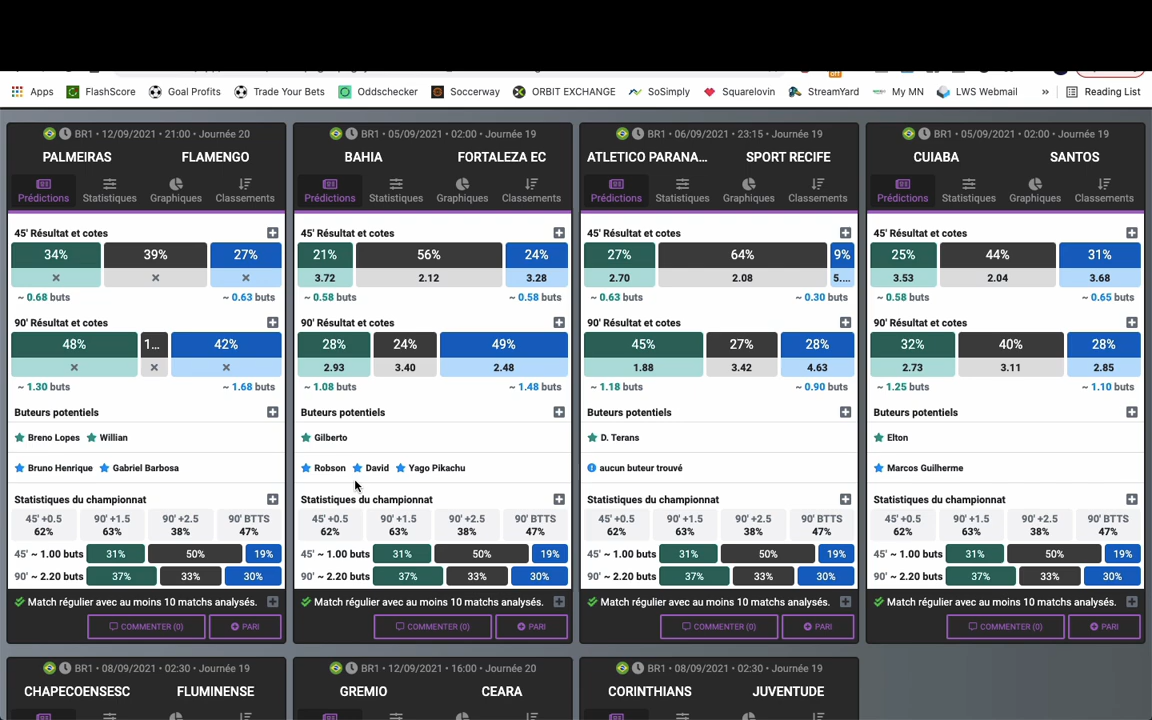 Apps FlashScore Goal Profits Trade Your Bets Oddschecker Soccerway ORBIT EXCHANGE SoSimply Squarelovin StreamYard My MN LWS Webmail » Reading List
BR1 • 12/09/2021 • 21:00 • Journée 20
PALMEIRAS FLAMENGO
Prédictions Statistiques Graphiques Classements
45' Résultat et cotes
34% 39% 27%
× × ×
~ 0.68 buts ~ 0.63 buts
90' Résultat et cotes
48% 1... 42%
× × ×
~ 1.30 buts ~ 1.68 buts
Buteurs potentiels
Breno Lopes Willian
Bruno Henrique Gabriel Barbosa
Statistiques du championnat
45' +0.5 90' +1.5 90' +2.5 90' BTTS
62% 63% 38% 47%
45' ~ 1.00 buts 31% 50% 19%
90' ~ 2.20 buts 37% 33% 30%
Match régulier avec au moins 10 matchs analysés.
COMMENTER (0) PARI
BR1 • 05/09/2021 • 02:00 • Journée 19
BAHIA FORTALEZA EC
Prédictions Statistiques Graphiques Classements
45' Résultat et cotes
21% 56% 24%
3.72 2.12 3.28
~ 0.58 buts ~ 0.58 buts
90' Résultat et cotes
28% 24% 49%
2.93 3.40 2.48
~ 1.08 buts ~ 1.48 buts
Buteurs potentiels
Gilberto
Robson David Yago Pikachu
Statistiques du championnat
45' +0.5 90' +1.5 90' +2.5 90' BTTS
62% 63% 38% 47%
45' ~ 1.00 buts 31% 50% 19%
90' ~ 2.20 buts 37% 33% 30%
Match régulier avec au moins 10 matchs analysés.
COMMENTER (0) PARI
BR1 • 06/09/2021 • 23:15 • Journée 19
ATLETICO PARANA... SPORT RECIFE
Prédictions Statistiques Graphiques Classements
45' Résultat et cotes
27% 64% 9%
2.70 2.08 5....
~ 0.63 buts ~ 0.30 buts
90' Résultat et cotes
45% 27% 28%
1.88 3.42 4.63
~ 1.18 buts ~ 0.90 buts
Buteurs potentiels
D. Terans
aucun buteur trouvé
Statistiques du championnat
45' +0.5 90' +1.5 90' +2.5 90' BTTS
62% 63% 38% 47%
45' ~ 1.00 buts 31% 50% 19%
90' ~ 2.20 buts 37% 33% 30%
Match régulier avec au moins 10 matchs analysés.
COMMENTER (0) PARI
BR1 • 05/09/2021 • 02:00 • Journée 19
CUIABA SANTOS
Prédictions Statistiques Graphiques Classements
45' Résultat et cotes
25% 44% 31%
3.53 2.04 3.68
~ 0.58 buts ~ 0.65 buts
90' Résultat et cotes
32% 40% 28%
2.73 3.11 2.85
~ 1.25 buts ~ 1.10 buts
Buteurs potentiels
Elton
Marcos Guilherme
Statistiques du championnat
45' +0.5 90' +1.5 90' +2.5 90' BTTS
62% 63% 38% 47%
45' ~ 1.00 buts 31% 50% 19%
90' ~ 2.20 buts 37% 33% 30%
Match régulier avec au moins 10 matchs analysés.
COMMENTER (0) PARI
BR1 • 08/09/2021 • 02:30 • Journée 19
CHAPECOENSESC FLUMINENSE
BR1 • 12/09/2021 • 16:00 • Journée 20
GREMIO CEARA
BR1 • 08/09/2021 • 02:30 • Journée 19
CORINTHIANS JUVENTUDE